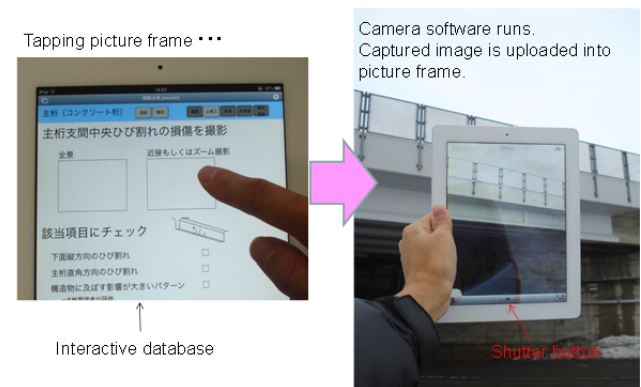 Tapping picture frame ・・・
Camera software runs.
Captured image is uploaded into
picture frame.
主桁（コンクリート桁）
主桁支間中央ひび割れの損傷を撮影
全景
近接もしくはズーム撮影
該当項目にチェック
下面縦方向のひび割れ
主桁直角方向のひび割れ
構造物に及ぼす影響が大きいパターン
Interactive database
Shutter button